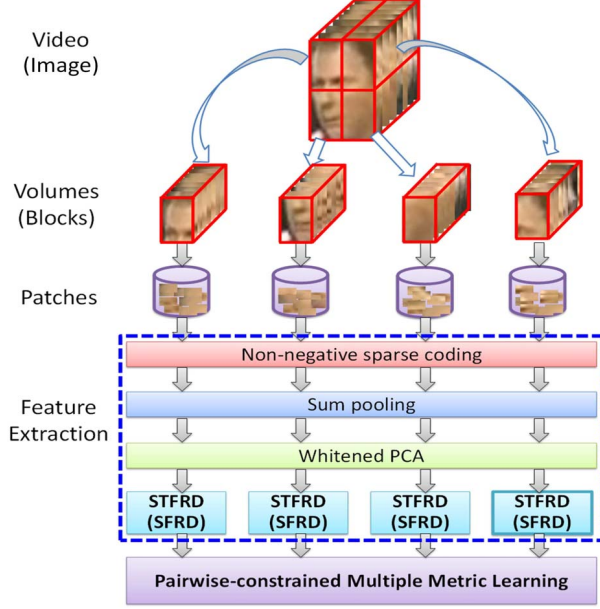 Video
(Image)
Volumes
(Blocks)
Patches
Non-negative sparse coding
Sum pooling
Feature
Extraction
Whitened PCA
STFRD
(SFRD)
STFRD
(SFRD)
STFRD
(SFRD)
STFRD
(SFRD)
Pairwise-constrained Multiple Metric Learning